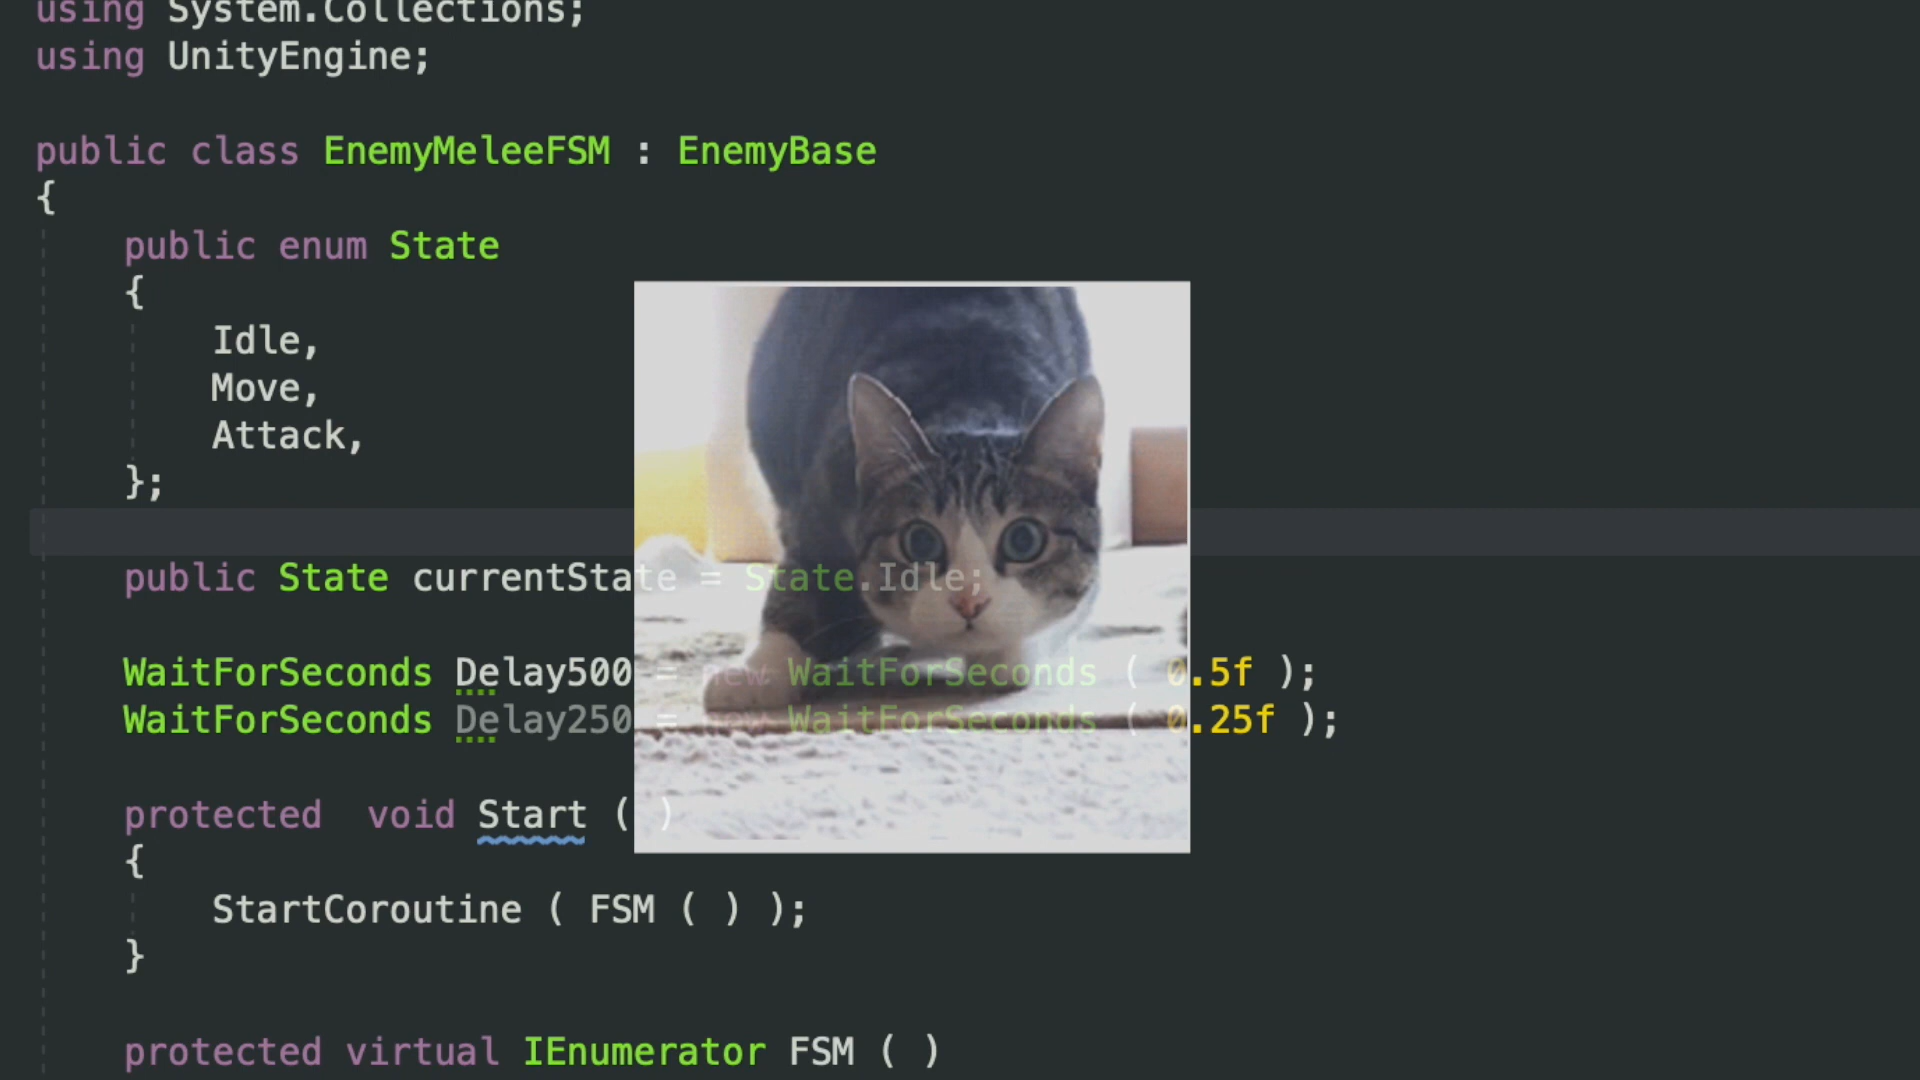 using System.Collections;
using UnityEngine;
public class EnemyMeleeFSM : EnemyBase
{
public enum State
{
Idle,
Move,
Attack,
};
public State currentState = State.Idle;
WaitForSeconds Delay500 = new WaitForSeconds ( 0.5f );
WaitForSeconds Delay250 = new WaitForSeconds ( 0.25f );
protected  void Start ( )
{
StartCoroutine ( FSM ( ) );
}
protected virtual IEnumerator FSM ( )